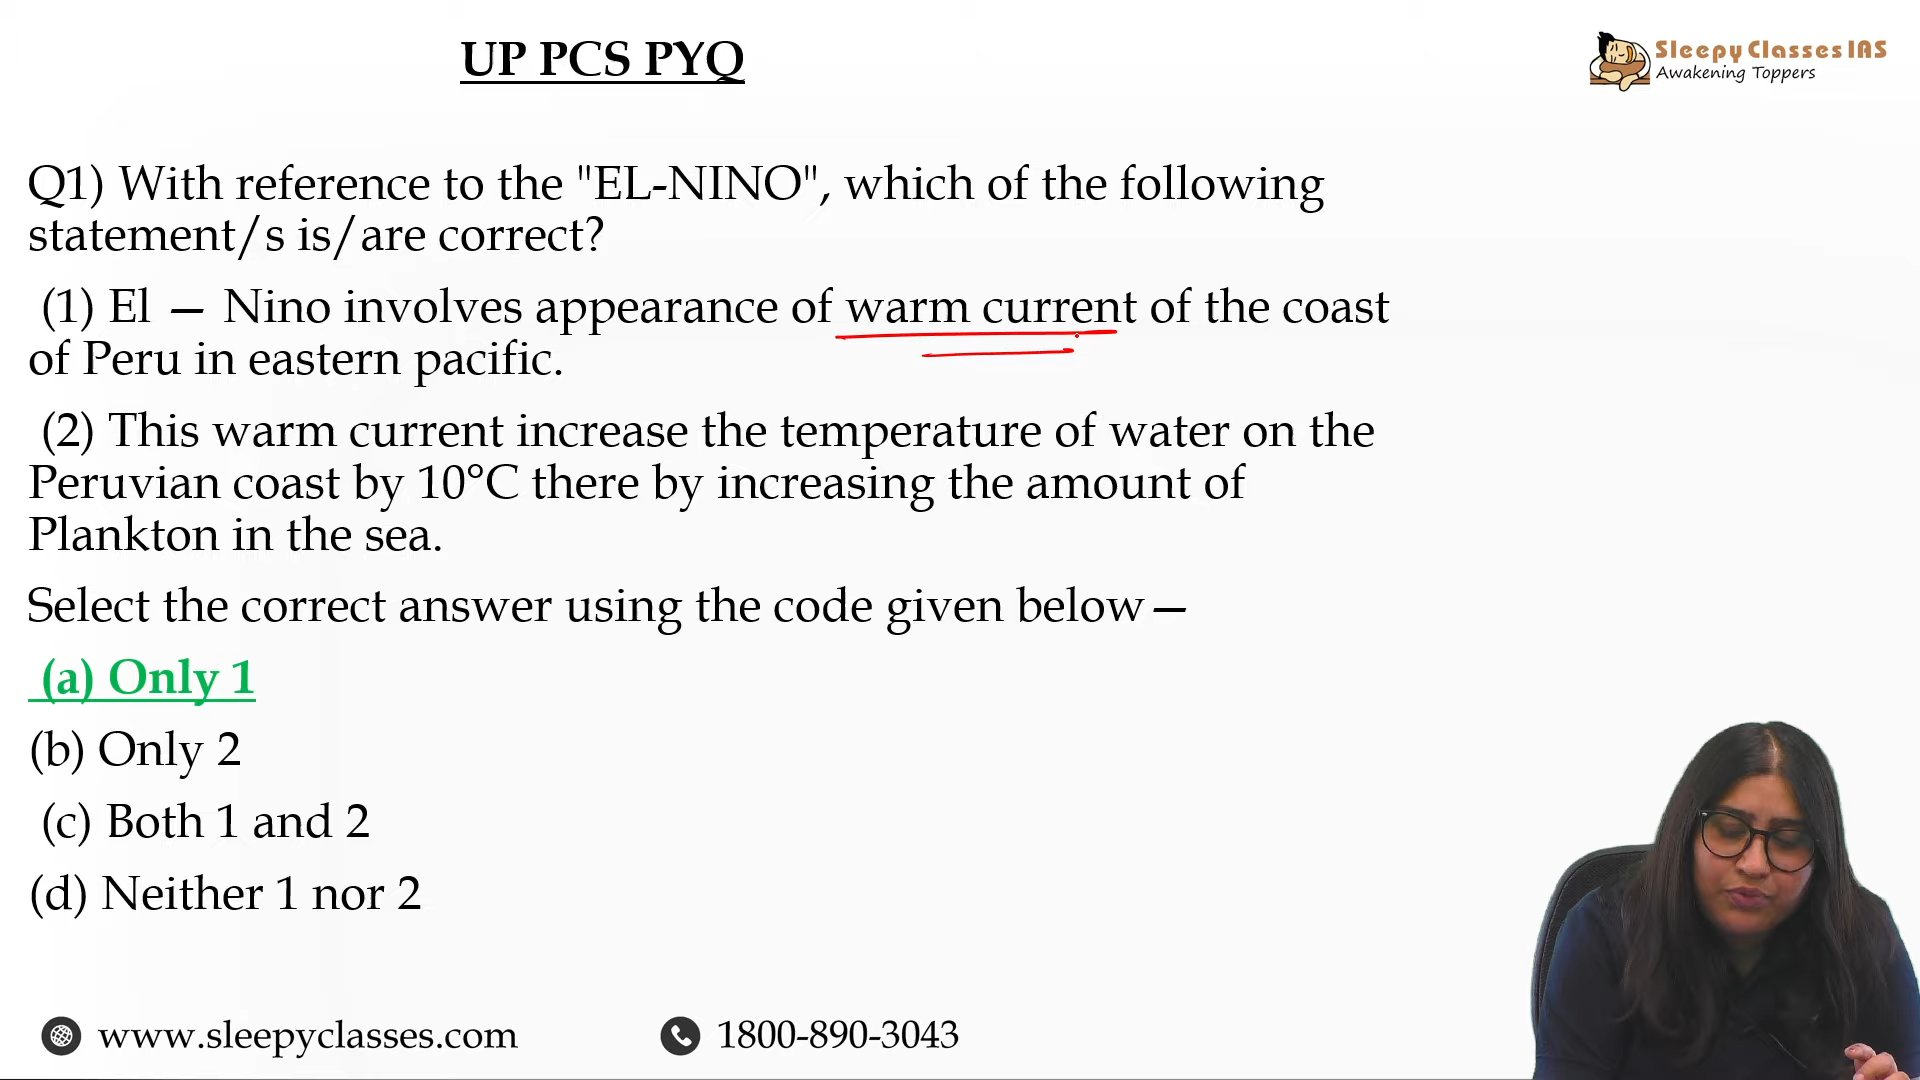 UP PCS PYQ
Sleepy Classes IAS
Awakening Toppers
Q1) With reference to the "EL-NINO", which of the following
statement/s is/are correct?
(1) El — Nino involves appearance of warm current of the coast
of Peru in eastern pacific.
(2) This warm current increase the temperature of water on the
Peruvian coast by 10°C there by increasing the amount of
Plankton in the sea.
Select the correct answer using the code given below—
(a) Only 1
(b) Only 2
(c) Both 1 and 2
(d) Neither 1 nor 2
www.sleepyclasses.com
1800-890-3043